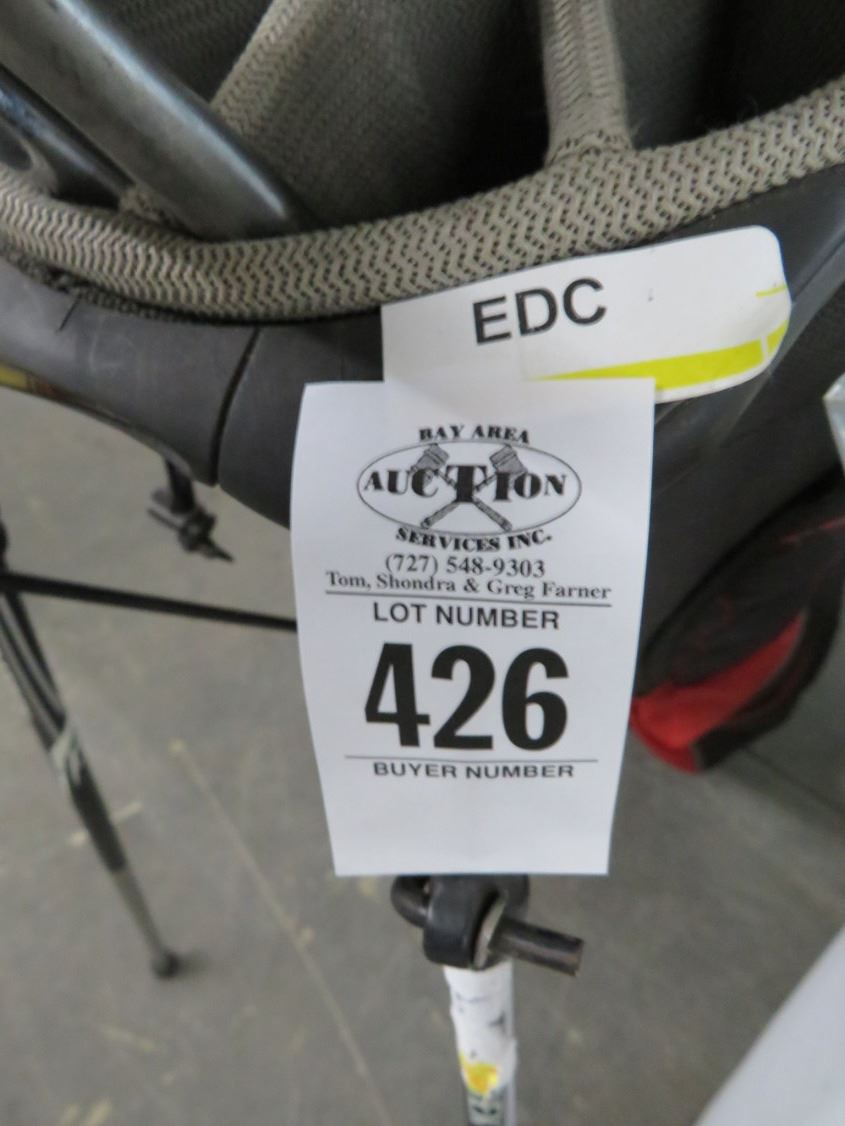 EDC
BAY AREA
AUCTION
SERVICES INC.
(727) 548-9303
Tom, Shondra & Greg Farner
LOT NUMBER
426
BUYER NUMBER